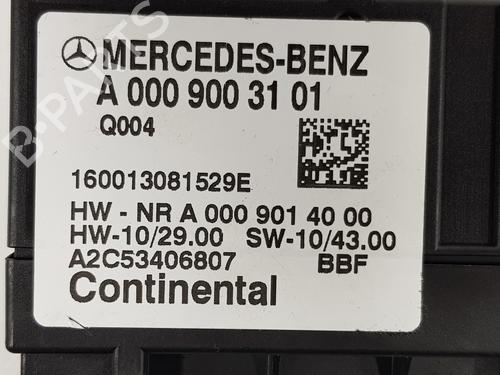 MERCEDES-BENZ
A 000 900 31 01
Q004
160013081529E
HW - NR A 000 901 40 00
HW-10/29.00 SW-10/43.00
A2C53406807 BBF
Continental
B-PARTS